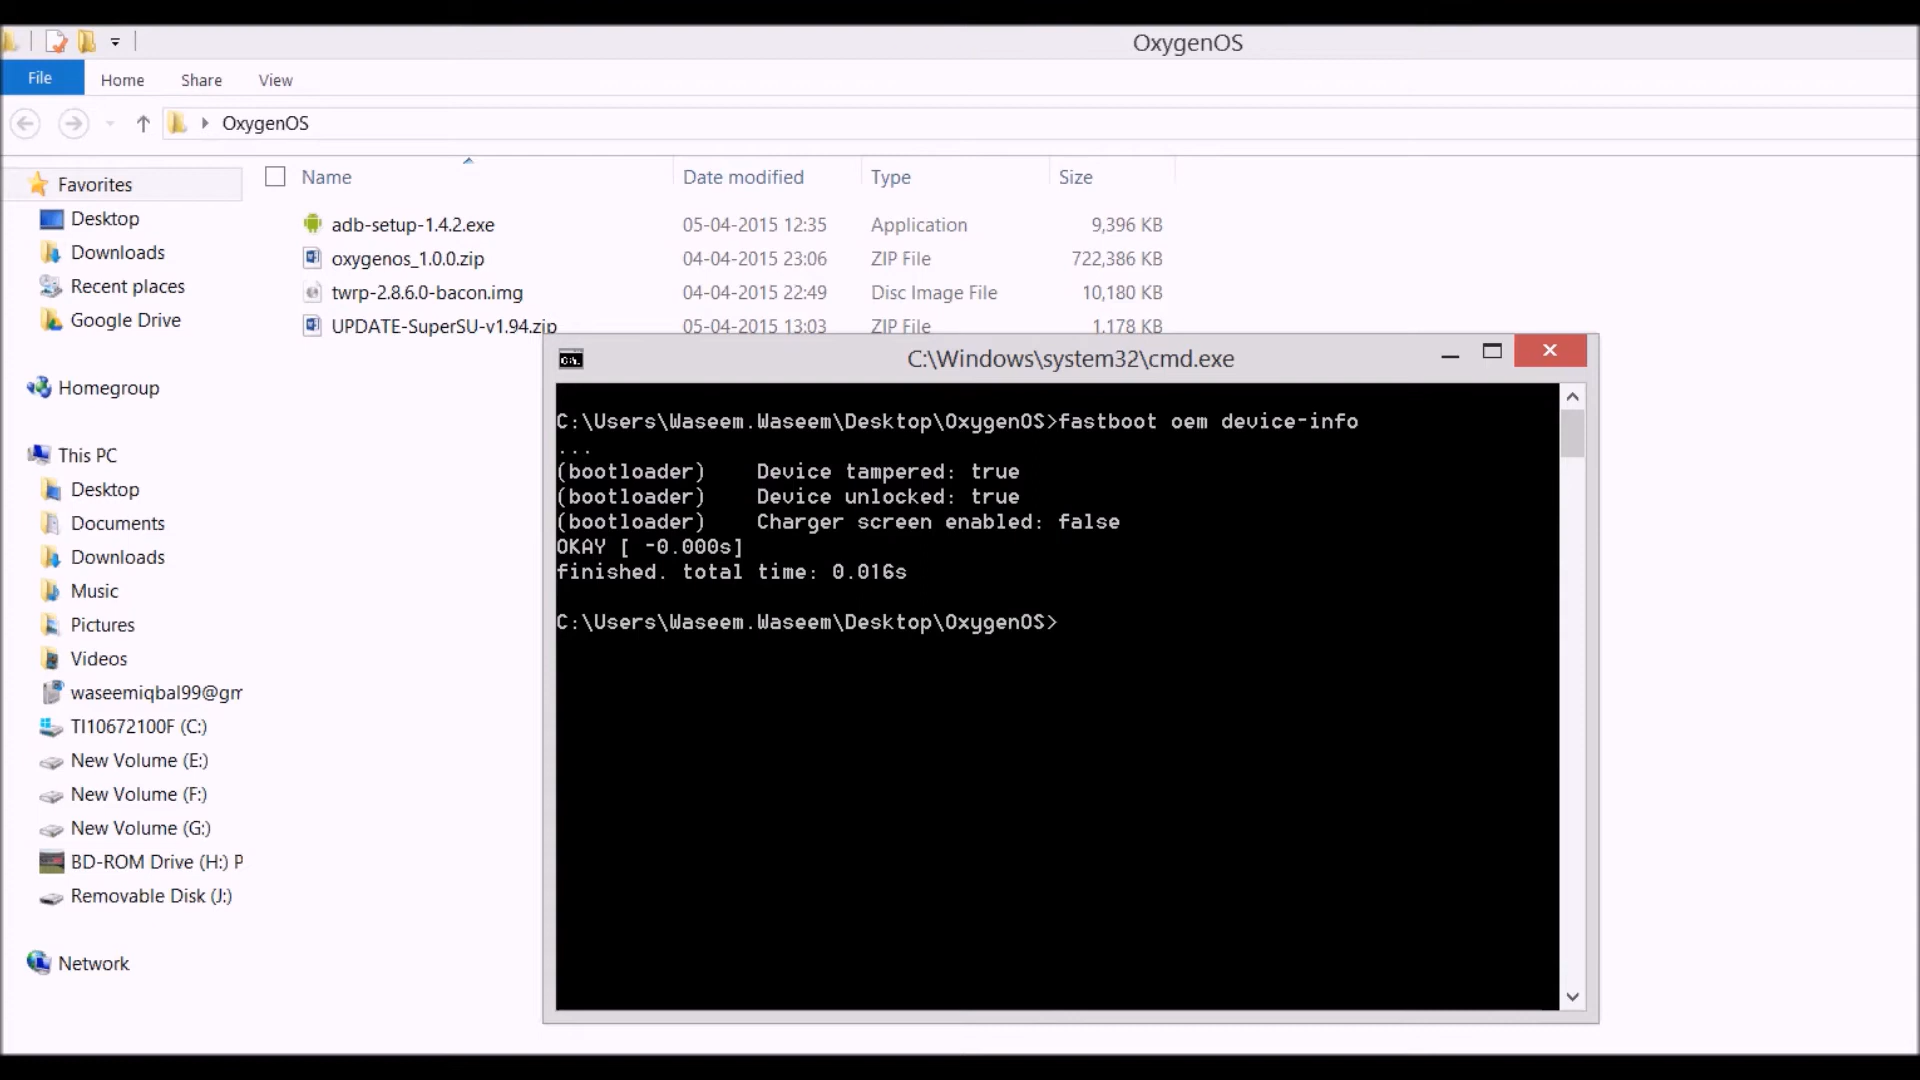 OxygenOS
File Home Share View
OxygenOS
Name Date modified Type Size
adb-setup-1.4.2.exe 05-04-2015 12:35 Application 9,396 KB
oxygenos_1.0.0.zip 04-04-2015 23:06 ZIP File 722,386 KB
twrp-2.8.6.0-bacon.img 04-04-2015 22:49 Disc Image File 10,180 KB
UPDATE-SuperSU-v1.94.zip 05-04-2015 13:03 ZIP File 1,178 KB
Favorites
Desktop
Downloads
Recent places
Google Drive
Homegroup
This PC
Desktop
Documents
Downloads
Music
Pictures
Videos
waseemiqbal99@gm
TI10672100F (C:)
New Volume (E:)
New Volume (F:)
New Volume (G:)
BD-ROM Drive (H:) P
Removable Disk (J:)
Network
C:\Windows\system32\cmd.exe
C:\Users\Waseem.Waseem\Desktop\OxygenOS>fastboot oem device-info
...
(bootloader) Device tampered: true
(bootloader) Device unlocked: true
(bootloader) Charger screen enabled: false
OKAY [ -0.000s]
finished. total time: 0.016s
C:\Users\Waseem.Waseem\Desktop\OxygenOS>